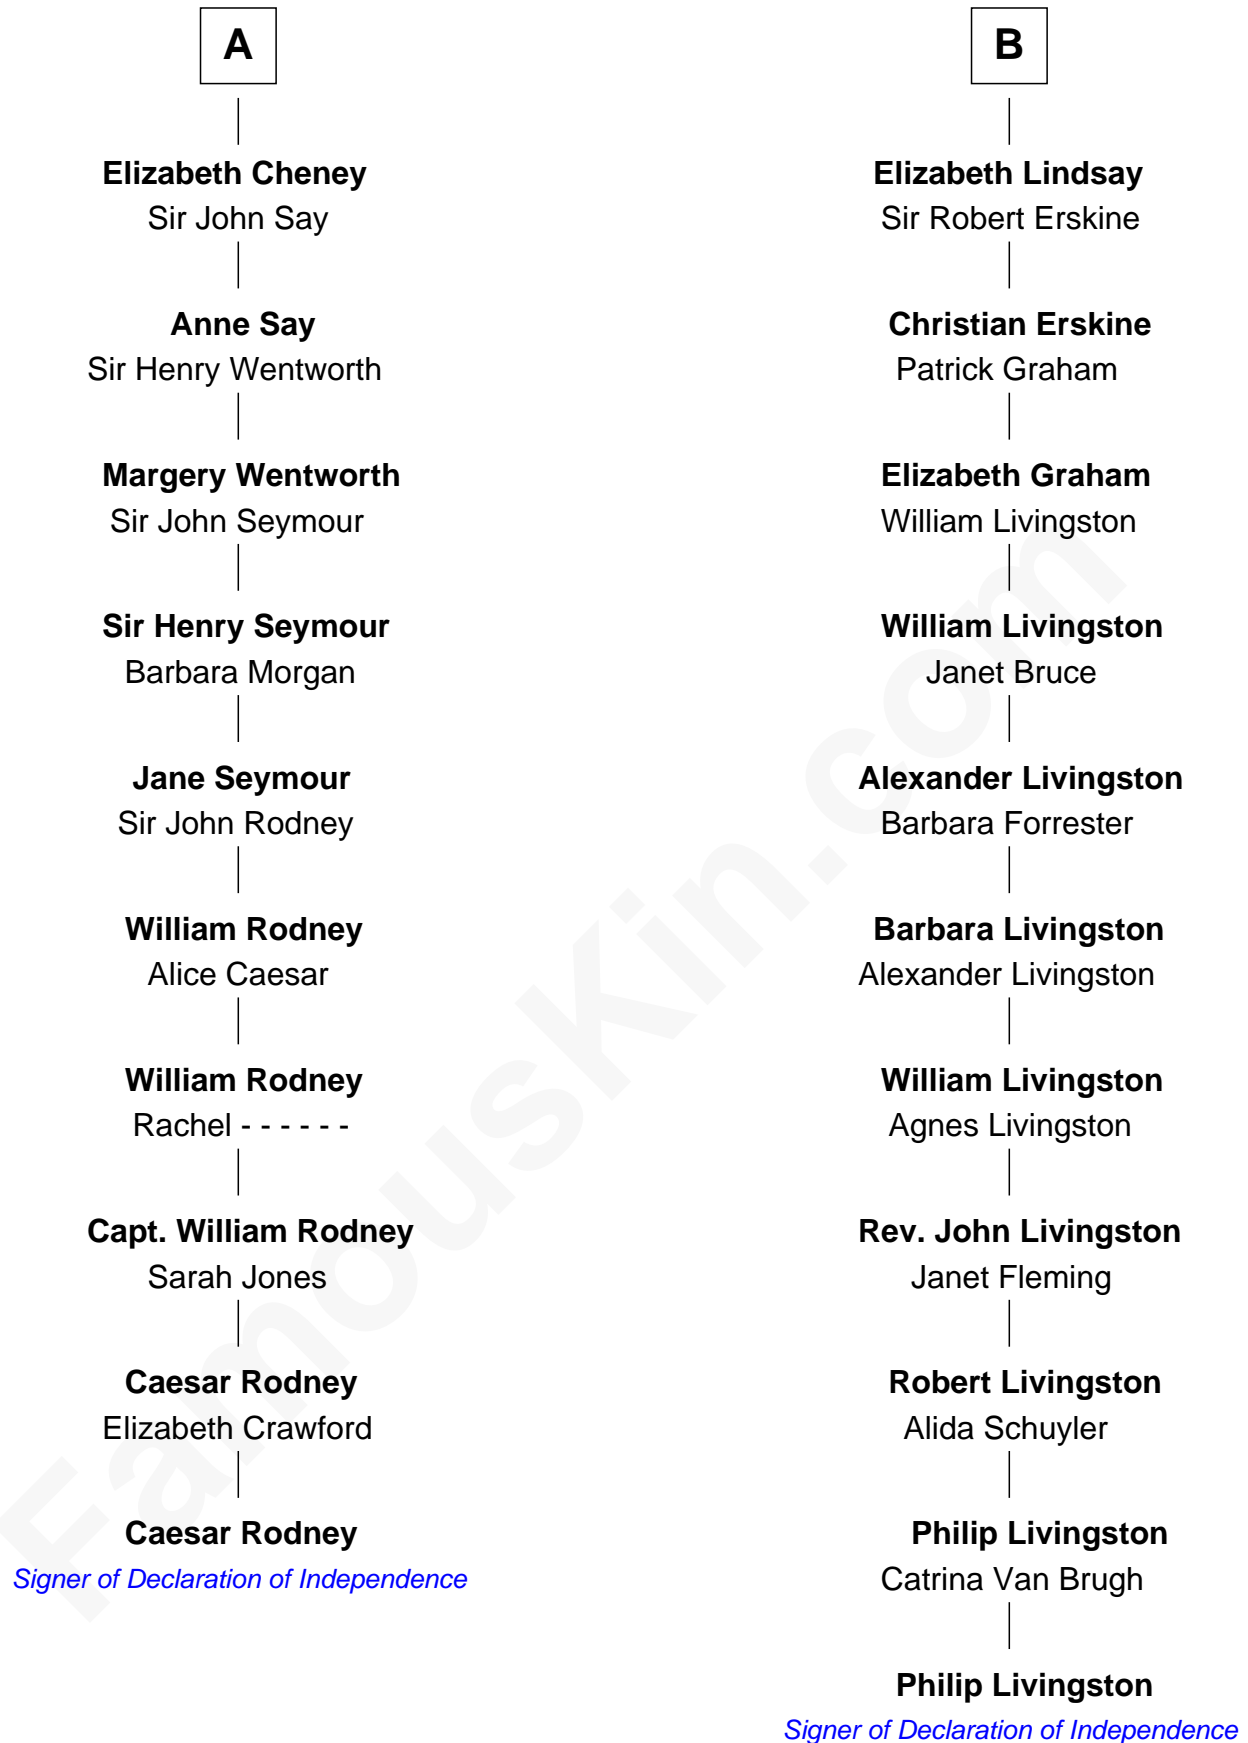 A
Elizabeth Cheney
Sir John Say
Anne Say
Sir Henry Wentworth
Margery Wentworth
Sir John Seymour
Sir Henry Seymour
Barbara Morgan
Jane Seymour
Sir John Rodney
William Rodney
Alice Caesar
William Rodney
Rachel - - - - - -
Capt. William Rodney
Sarah Jones
Caesar Rodney
Elizabeth Crawford
Caesar Rodney
Signer of Declaration of Independence
B
Elizabeth Lindsay
Sir Robert Erskine
Christian Erskine
Patrick Graham
Elizabeth Graham
William Livingston
William Livingston
Janet Bruce
Alexander Livingston
Barbara Forrester
Barbara Livingston
Alexander Livingston
William Livingston
Agnes Livingston
Rev. John Livingston
Janet Fleming
Robert Livingston
Alida Schuyler
Philip Livingston
Catrina Van Brugh
Philip Livingston
Signer of Declaration of Independence
FamousKin.com